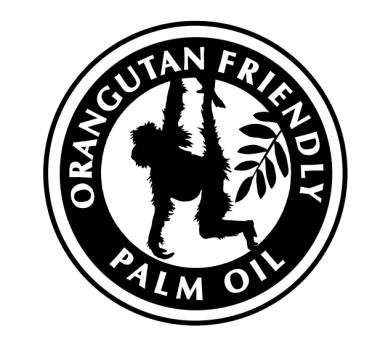 ORANGUTAN FRIENDLY
PALM OIL